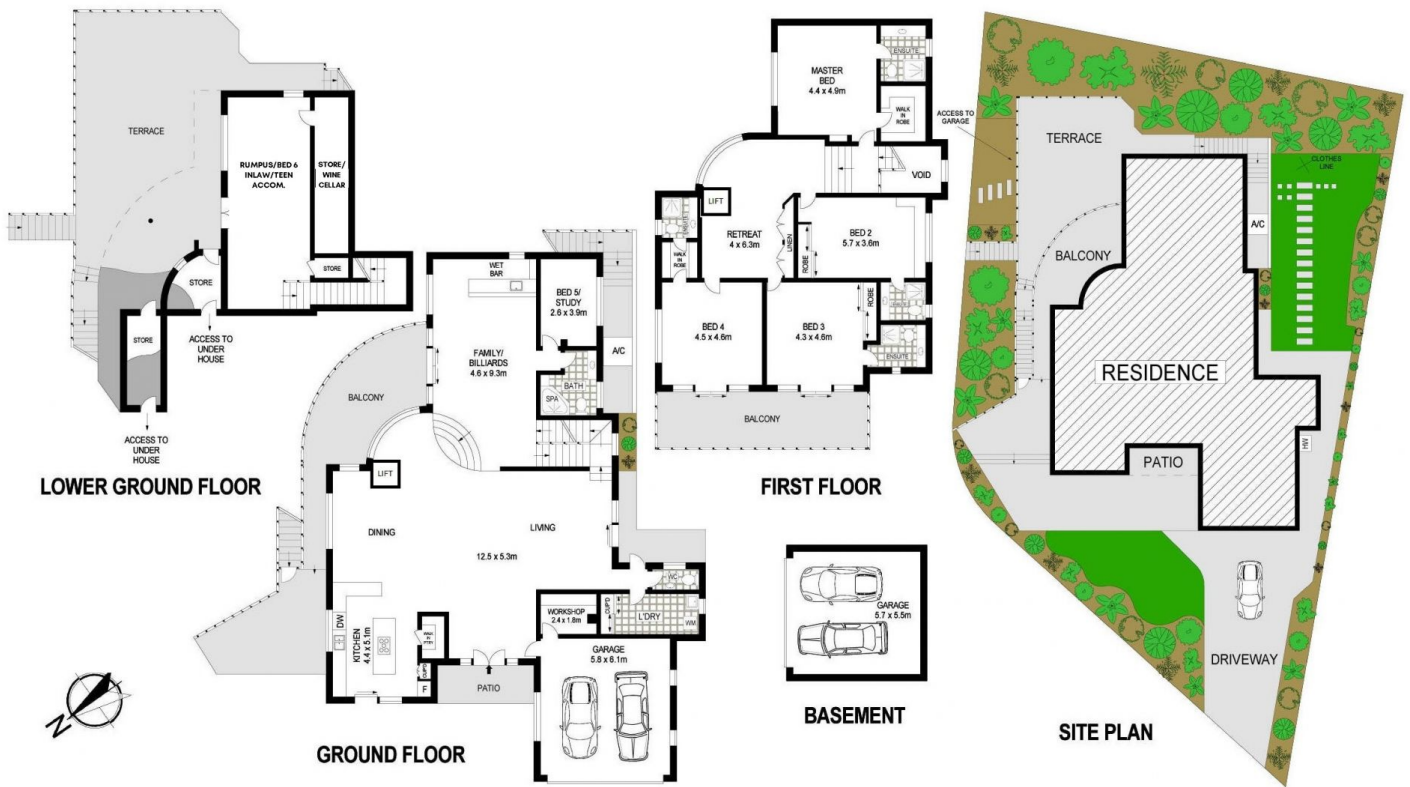 TERRACE
RUMPUS/BED 6
INLAW/TEEN
ACCOM.
STORE/
WINE
CELLAR
STORE
STORE
STORE
ACCESS TO
UNDER
HOUSE
ACCESS TO
UNDER
HOUSE
LOWER GROUND FLOOR
WET
BAR
BED 5/
STUDY
2.6 x 3.9m
FAMILY/
BILLIARDS
4.6 x 9.3m
BATH
SPA
A/C
BALCONY
LIFT
DINING
LIVING
12.5 x 5.3m
DW
KITCHEN
4.4 x 5.1m
WALK
IN
CUP'D
F
PATIO
WORKSHOP
2.4 x 1.8m
CUP'D
L'DRY
WC
WM
GARAGE
5.8 x 6.1m
N
GROUND FLOOR
MASTER
BED
4.4 x 4.9m
ENSUITE
WALK
IN
ROBE
VOID
LIFT
ENSUITE
WALK
IN
ROBE
RETREAT
4 x 6.3m
LINEN
ROBE
BED 2
5.7 x 3.6m
BED 4
4.5 x 4.6m
BED 3
4.3 x 4.6m
ROBE
ENSUITE
BALCONY
FIRST FLOOR
GARAGE
5.7 x 5.5m
BASEMENT
ACCESS TO
GARAGE
TERRACE
CLOTHES
LINE
A/C
BALCONY
RESIDENCE
PATIO
HW
DRIVEWAY
SITE PLAN